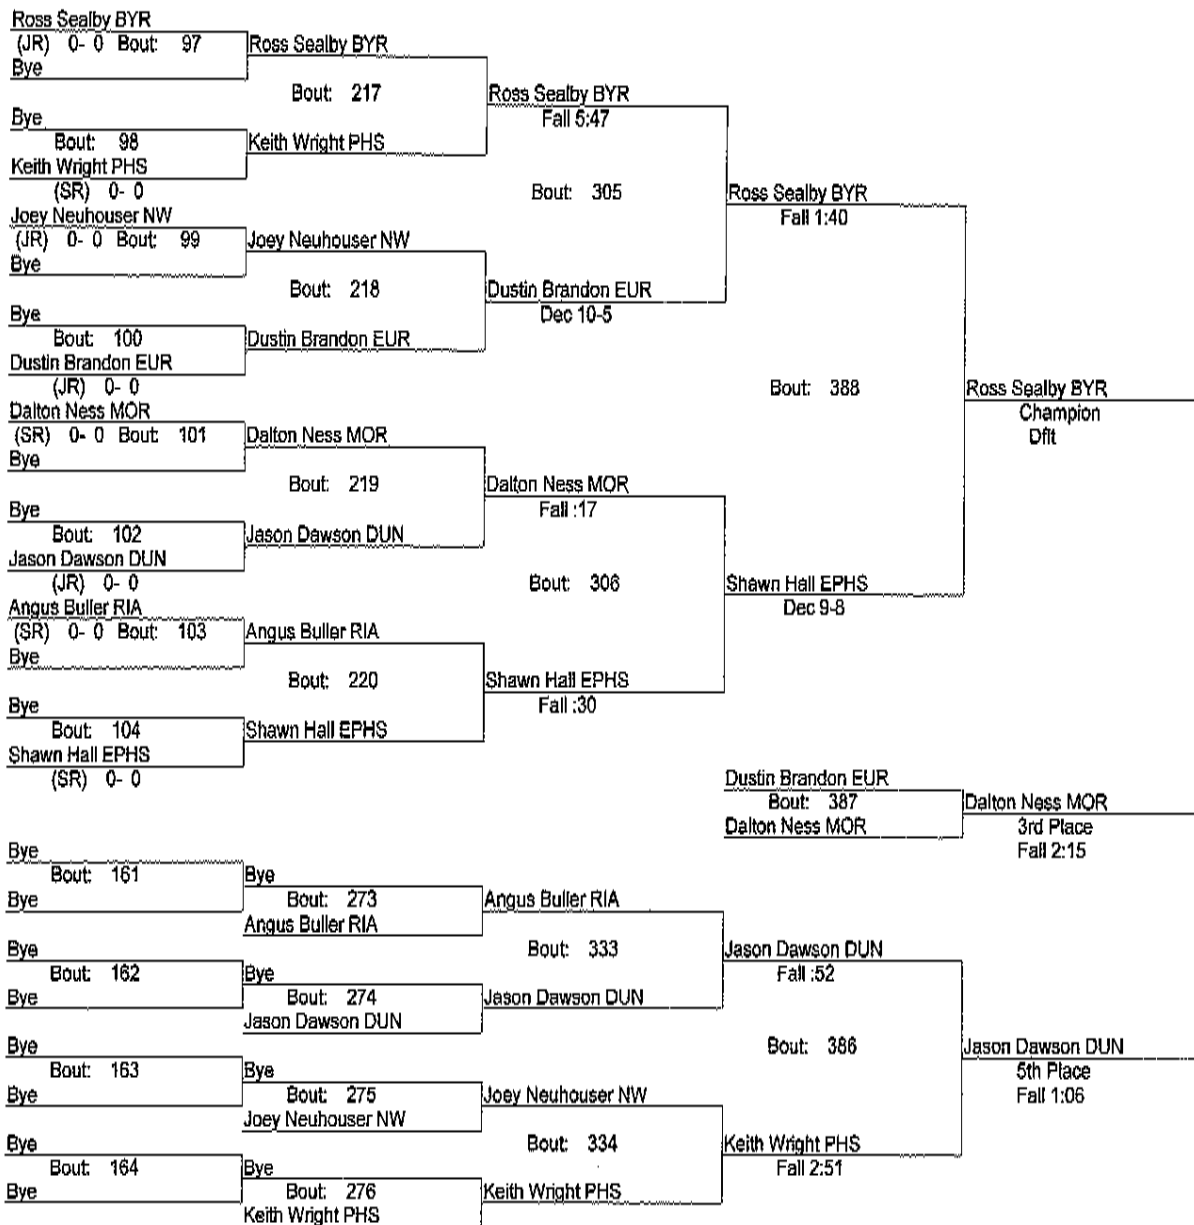 Ross Sealby BYR
(JR) 0- 0 Bout: 97
Bye
Ross Sealby BYR
Bout: 217
Bye
Bout: 98
Keith Wright PHS
(SR) 0- 0
Keith Wright PHS
Ross Sealby BYR
Fall 5:47
Bout: 305
Joey Neuhouser NW
(JR) 0- 0 Bout: 99
Bye
Joey Neuhouser NW
Bout: 218
Bye
Bout: 100
Dustin Brandon EUR
(JR) 0- 0
Dustin Brandon EUR
Dustin Brandon EUR
Dec 10-5
Ross Sealby BYR
Fall 1:40
Bout: 388
Ross Sealby BYR
Champion
Dflt
Dalton Ness MOR
(SR) 0- 0 Bout: 101
Bye
Dalton Ness MOR
Bout: 219
Bye
Bout: 102
Jason Dawson DUN
(JR) 0- 0
Jason Dawson DUN
Dalton Ness MOR
Fall :17
Bout: 306
Angus Buller RIA
(SR) 0- 0 Bout: 103
Bye
Angus Buller RIA
Bout: 220
Bye
Bout: 104
Shawn Hall EPHS
(SR) 0- 0
Shawn Hall EPHS
Shawn Hall EPHS
Fall :30
Shawn Hall EPHS
Dec 9-8
Dustin Brandon EUR
Bout: 387
Dalton Ness MOR
Dalton Ness MOR
3rd Place
Fall 2:15
Bye
Bout: 161
Bye
Bye
Bout: 273
Angus Buller RIA
Angus Buller RIA
Bout: 333
Bye
Bout: 162
Bye
Bye
Bout: 274
Jason Dawson DUN
Jason Dawson DUN
Jason Dawson DUN
Fall :52
Bout: 386
Jason Dawson DUN
5th Place
Fall 1:06
Bye
Bout: 163
Bye
Bye
Bout: 275
Joey Neuhouser NW
Joey Neuhouser NW
Bout: 334
Bye
Bout: 164
Bye
Bye
Bout: 276
Keith Wright PHS
Keith Wright PHS
Keith Wright PHS
Fall 2:51